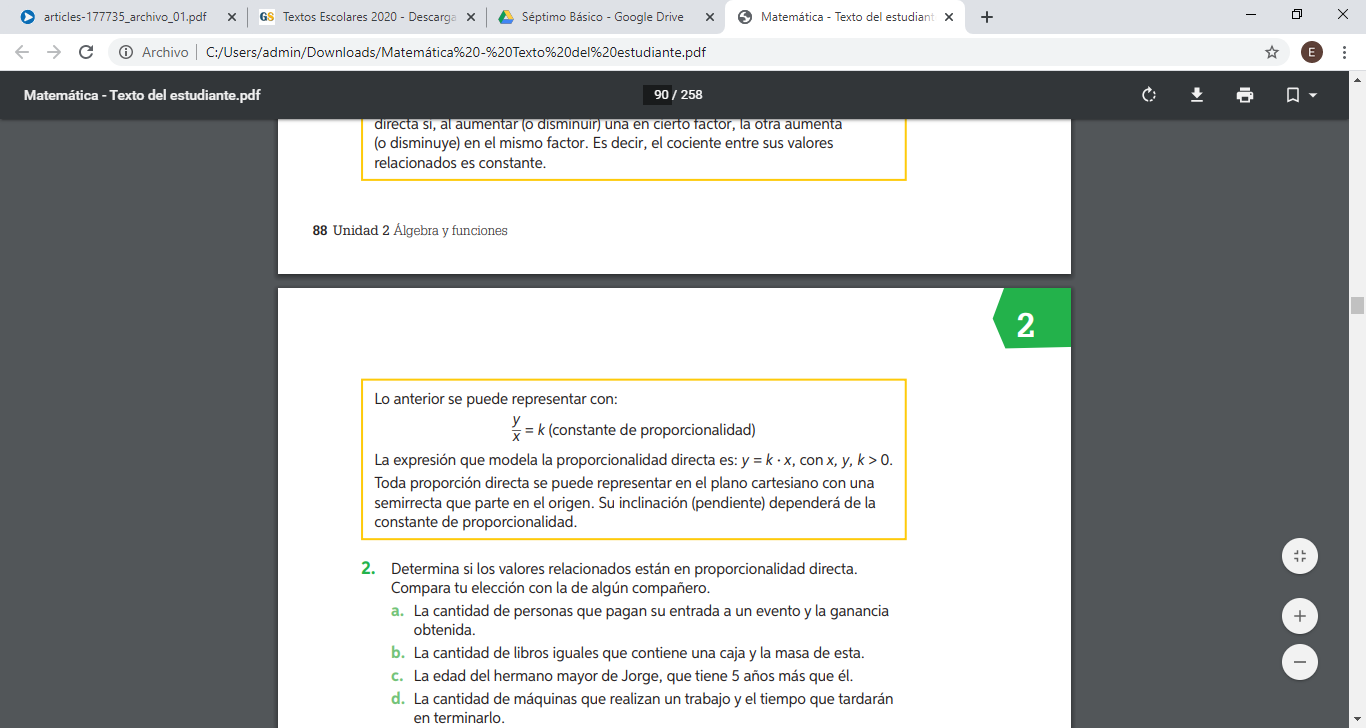 articles-177735_archivo_01.pdf
GS Textos Escolares 2020 - Descarga
Séptimo Básico - Google Drive
Matemática - Texto del estudiant
Archivo C:/Users/admin/Downloads/Matemática%20-%20Texto%20del%20estudiante.pdf
E
Matemática - Texto del estudiante.pdf
90 / 258
directa si, al aumentar (o disminuir) una en cierto factor, la otra aumenta
(o disminuye) en el mismo factor. Es decir, el cociente entre sus valores
relacionados es constante.
88 Unidad 2 Álgebra y funciones
2
Lo anterior se puede representar con:
y/x = k (constante de proporcionalidad)
La expresión que modela la proporcionalidad directa es: y = k · x, con x, y, k > 0.
Toda proporción directa se puede representar en el plano cartesiano con una
semirrecta que parte en el origen. Su inclinación (pendiente) dependerá de la
constante de proporcionalidad.
2. Determina si los valores relacionados están en proporcionalidad directa.
Compara tu elección con la de algún compañero.
a. La cantidad de personas que pagan su entrada a un evento y la ganancia
obtenida.
b. La cantidad de libros iguales que contiene una caja y la masa de esta.
c. La edad del hermano mayor de Jorge, que tiene 5 años más que él.
d. La cantidad de máquinas que realizan un trabajo y el tiempo que tardarán
en terminarlo.